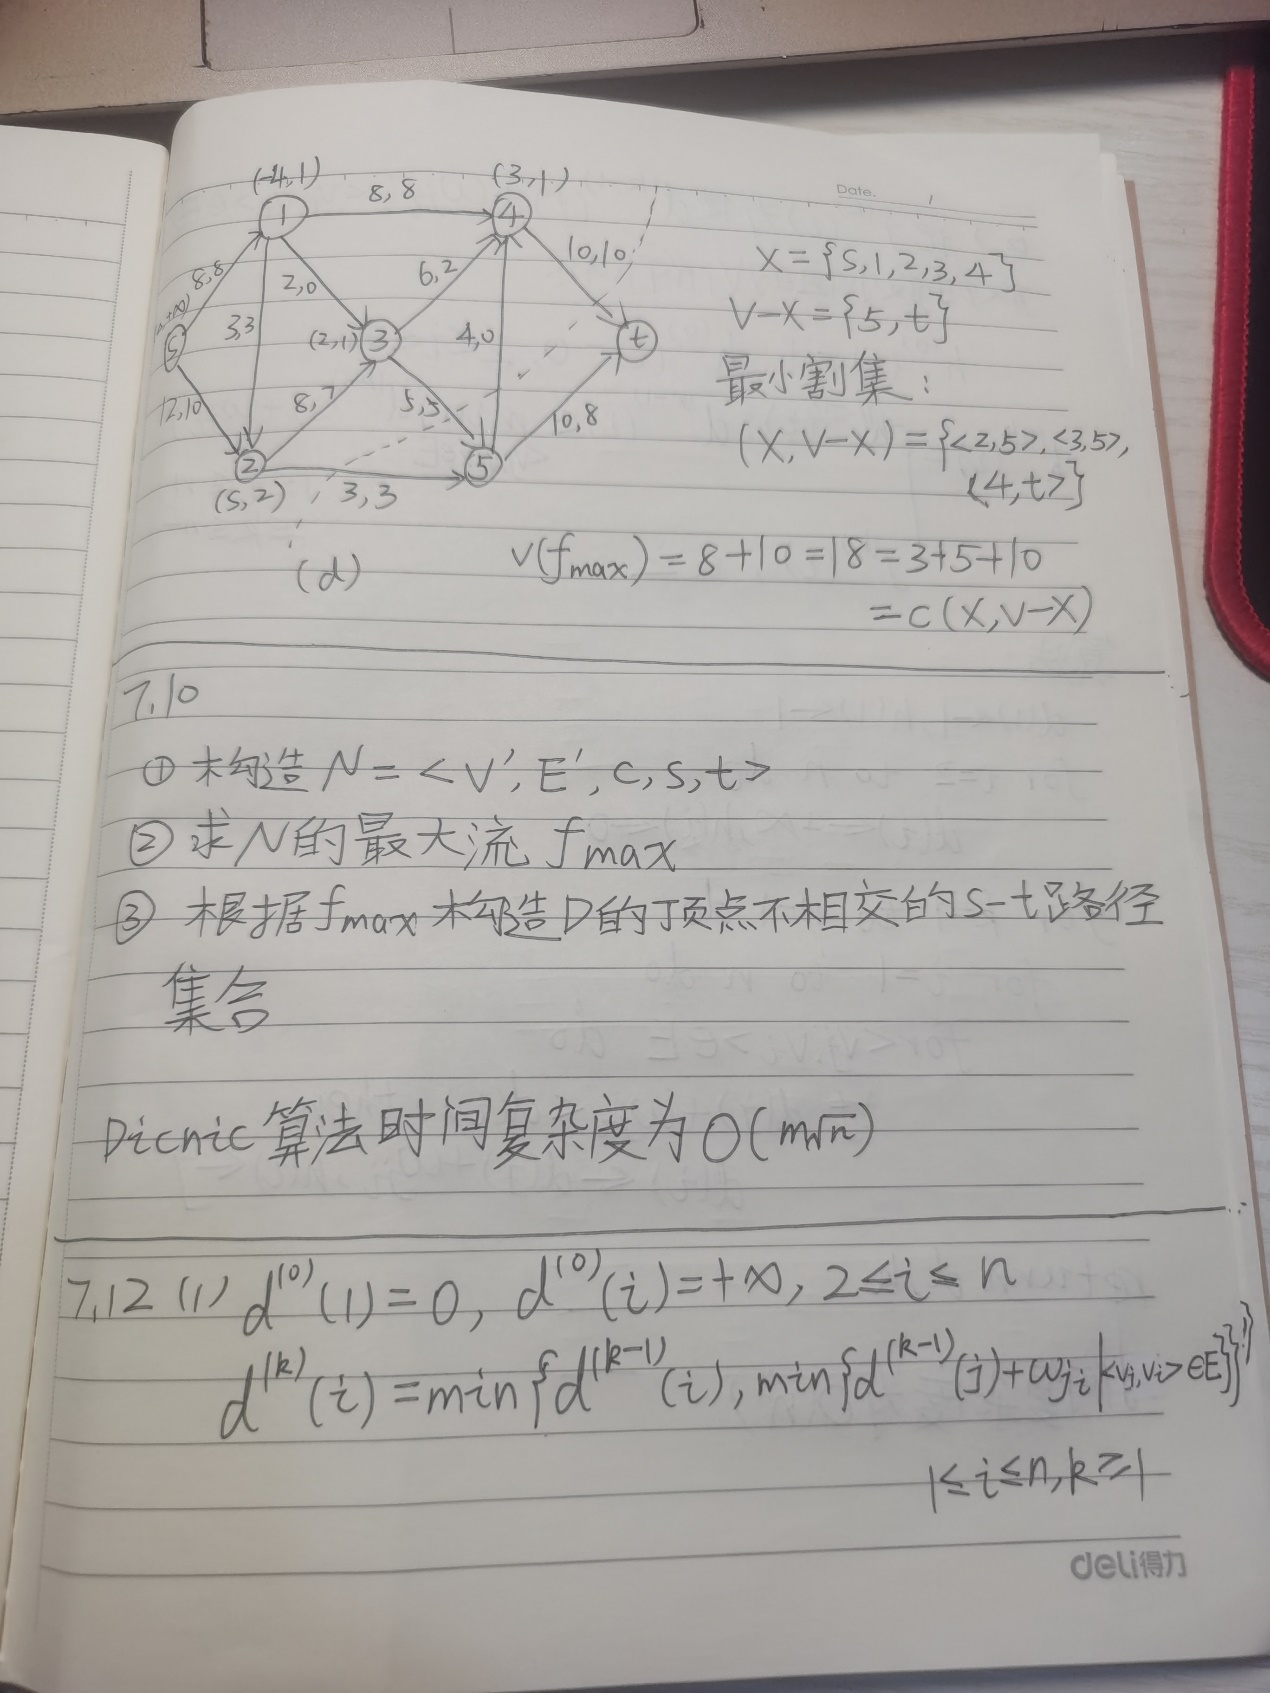 Date.
(-4,1)
8,8
(3,1)
1
4
10,10
8,8
2,0
6,2
3,3
(2,1)
3
4,0
t
s
12,10
8,7
5,5
10,8
2
5
(s,2)
3,3
(d)
X={S,1,2,3,4}
V-X={5,t}
最小割集:
(X,V-X)={<2,5>,<3,5>,
<4,t>}
v(fmax)=8+10=18=3+5+10
=c(X,V-X)
7.10
① 构造 N=<V',E',c,s,t>
② 求N的最大流 fmax
③ 根据fmax构造D的顶点不相交的s-t路径
集合
Dicnic算法时间复杂度为O(m√n)
7.12 (1) d^(0)(1)=0, d^(0)(i)=+∞, 2≤i≤n
d^(k)(i)=min{d^(k-1)(i), min{d^(k-1)(j)+ωji|<vj,vi>∈E}}
1≤i≤n,k≥1
deli得力